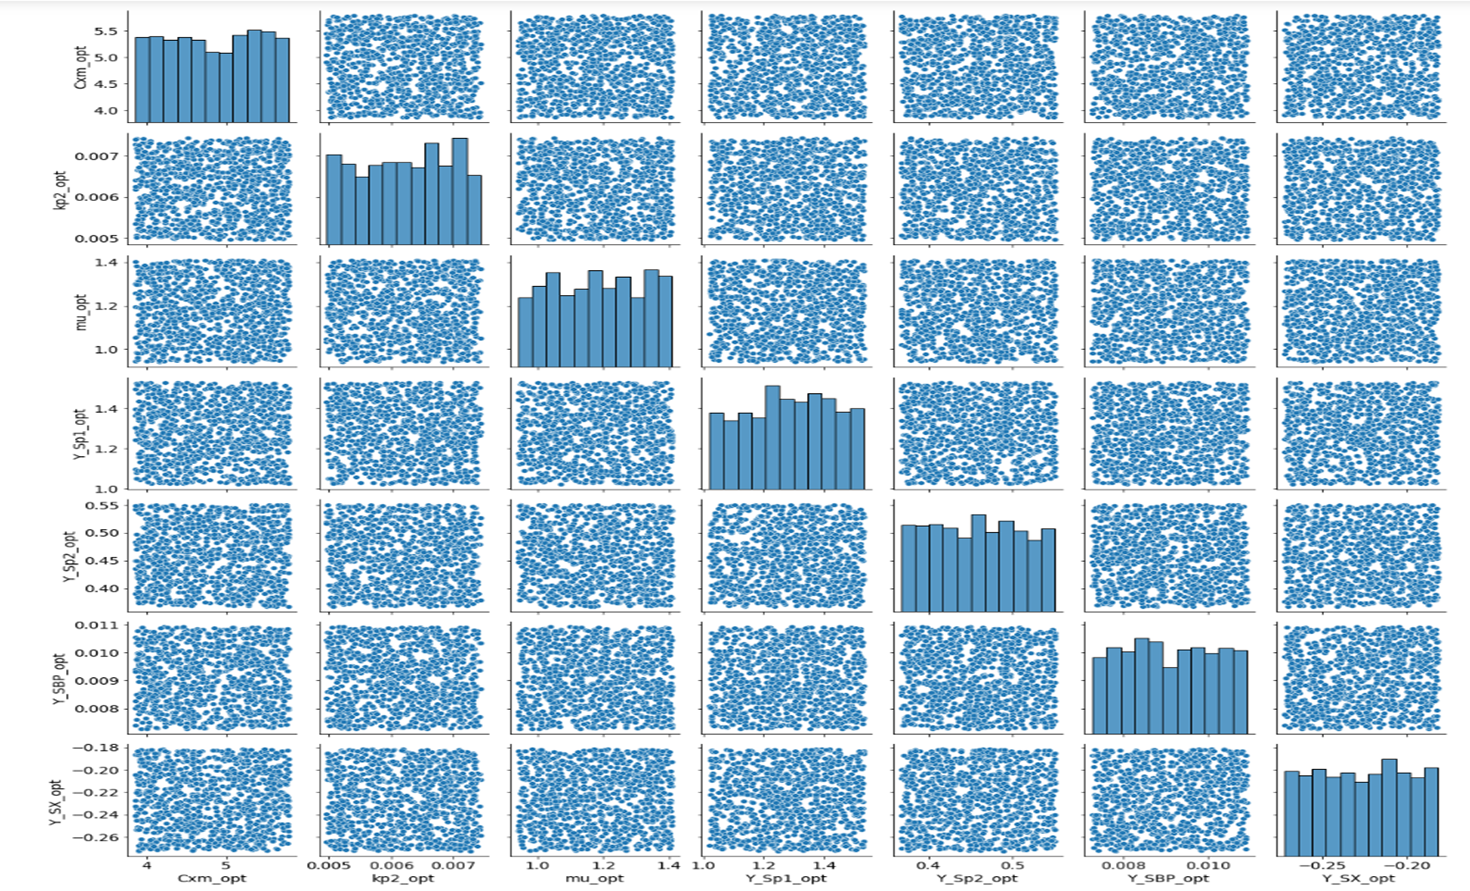 5.5
5.0
4.5
4.0
Cxm_opt
0.007
0.006
0.005
kp2_opt
1.4
1.2
1.0
mu_opt
1.4
1.2
1.0
Y_Sp1_opt
0.55
0.50
0.45
0.40
Y_Sp2_opt
0.011
0.010
0.009
0.008
Y_SBP_opt
−0.18
−0.20
−0.22
−0.24
−0.26
Y_SX_opt
4 5 0.005 0.006 0.007 1.0 1.2 1.4 1.0 1.2 1.4 0.4 0.5 0.008 0.010 −0.25 −0.20
Cxm_opt kp2_opt mu_opt Y_Sp1_opt Y_Sp2_opt Y_SBP_opt Y_SX_opt